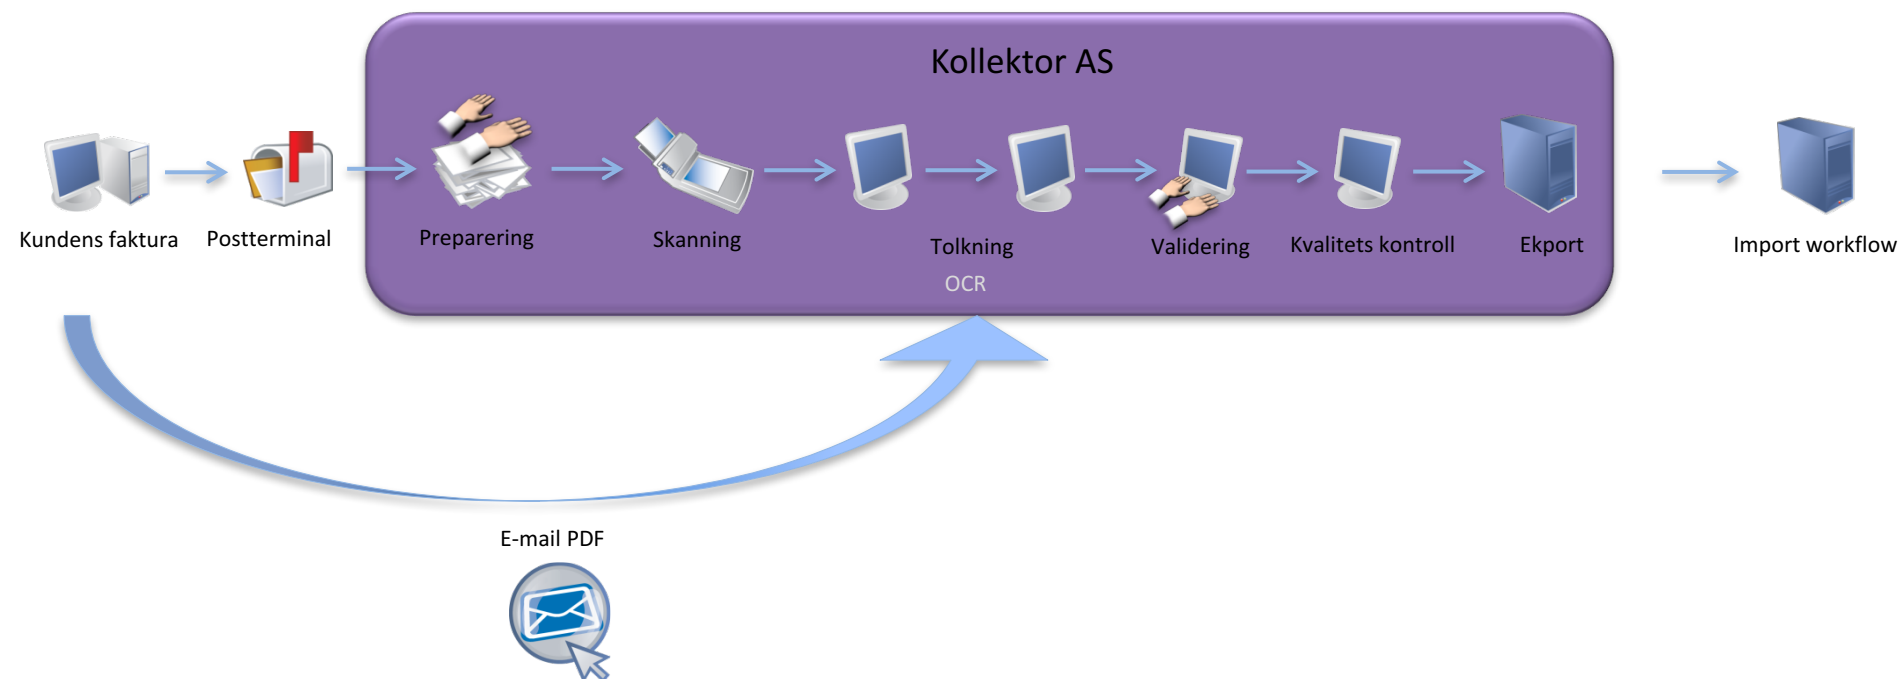 Kollektor AS
Kundens faktura
Postterminal
Preparering
Skanning
Tolkning
OCR
Validering
Kvalitets kontroll
Ekport
Import workflow
E-mail PDF